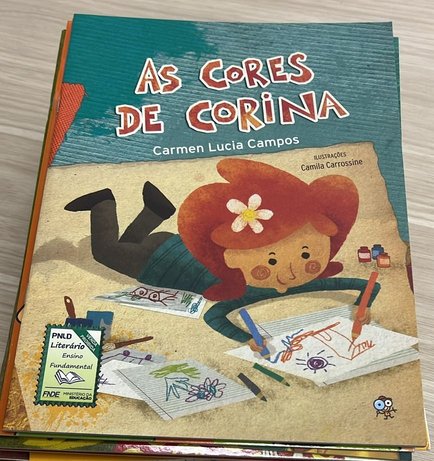 AS CORES
DE CORINA
Carmen Lucia Campos
ILUSTRAÇÕES
Camila Carrossine
PNLD
Literário
Ensino
Fundamental
FNDE
MINISTÉRIO DA
EDUCAÇÃO